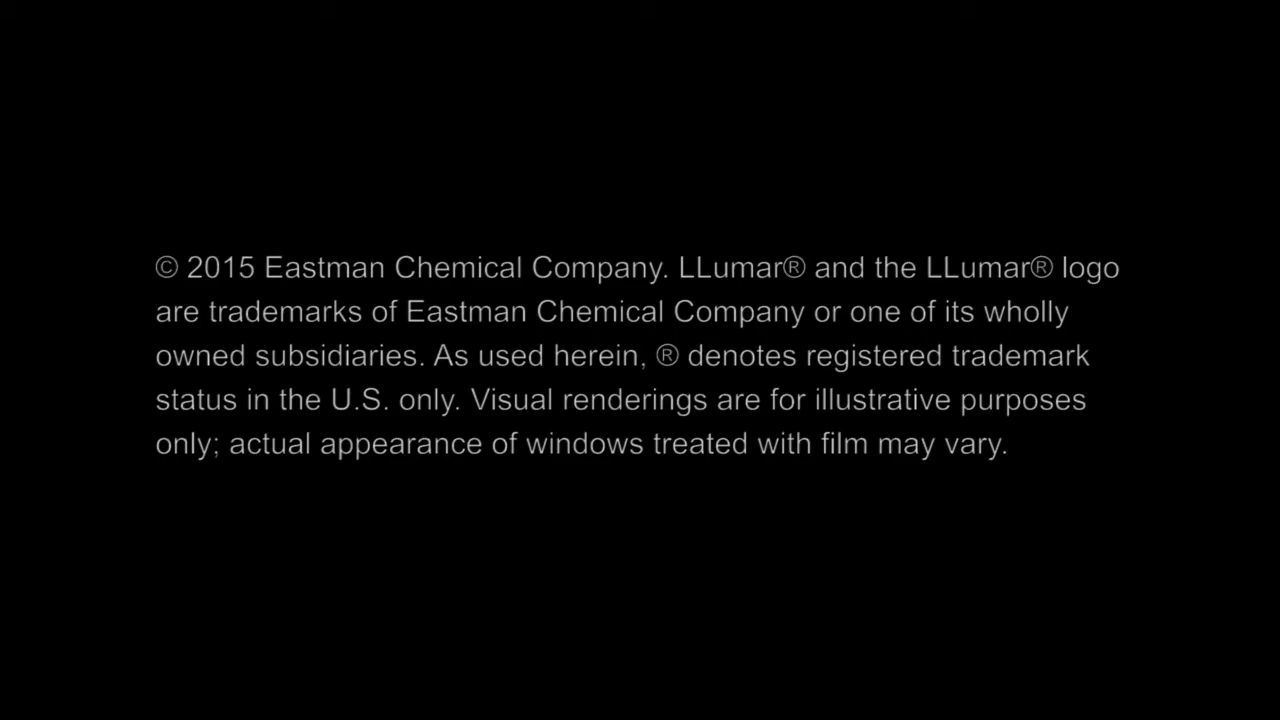 © 2015 Eastman Chemical Company. LLumar® and the LLumar® logo
are trademarks of Eastman Chemical Company or one of its wholly
owned subsidiaries. As used herein, ® denotes registered trademark
status in the U.S. only. Visual renderings are for illustrative purposes
only; actual appearance of windows treated with film may vary.